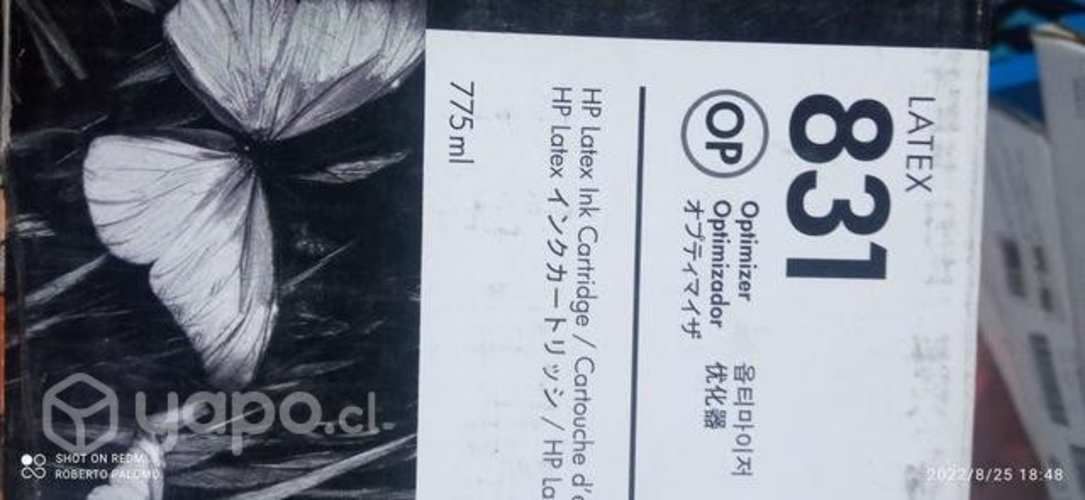 LATEX
831
OP
Optimizer 옵티마이저
Optimizador 优化器
オプティマイザ
HP Latex Ink Cartridge / Cartouche d'
HP Latex インクカートリッジ / HP La
775 ml
yapo.cl
SHOT ON REDMI
ROBERTO PALOMO
2022/8/25 18:48